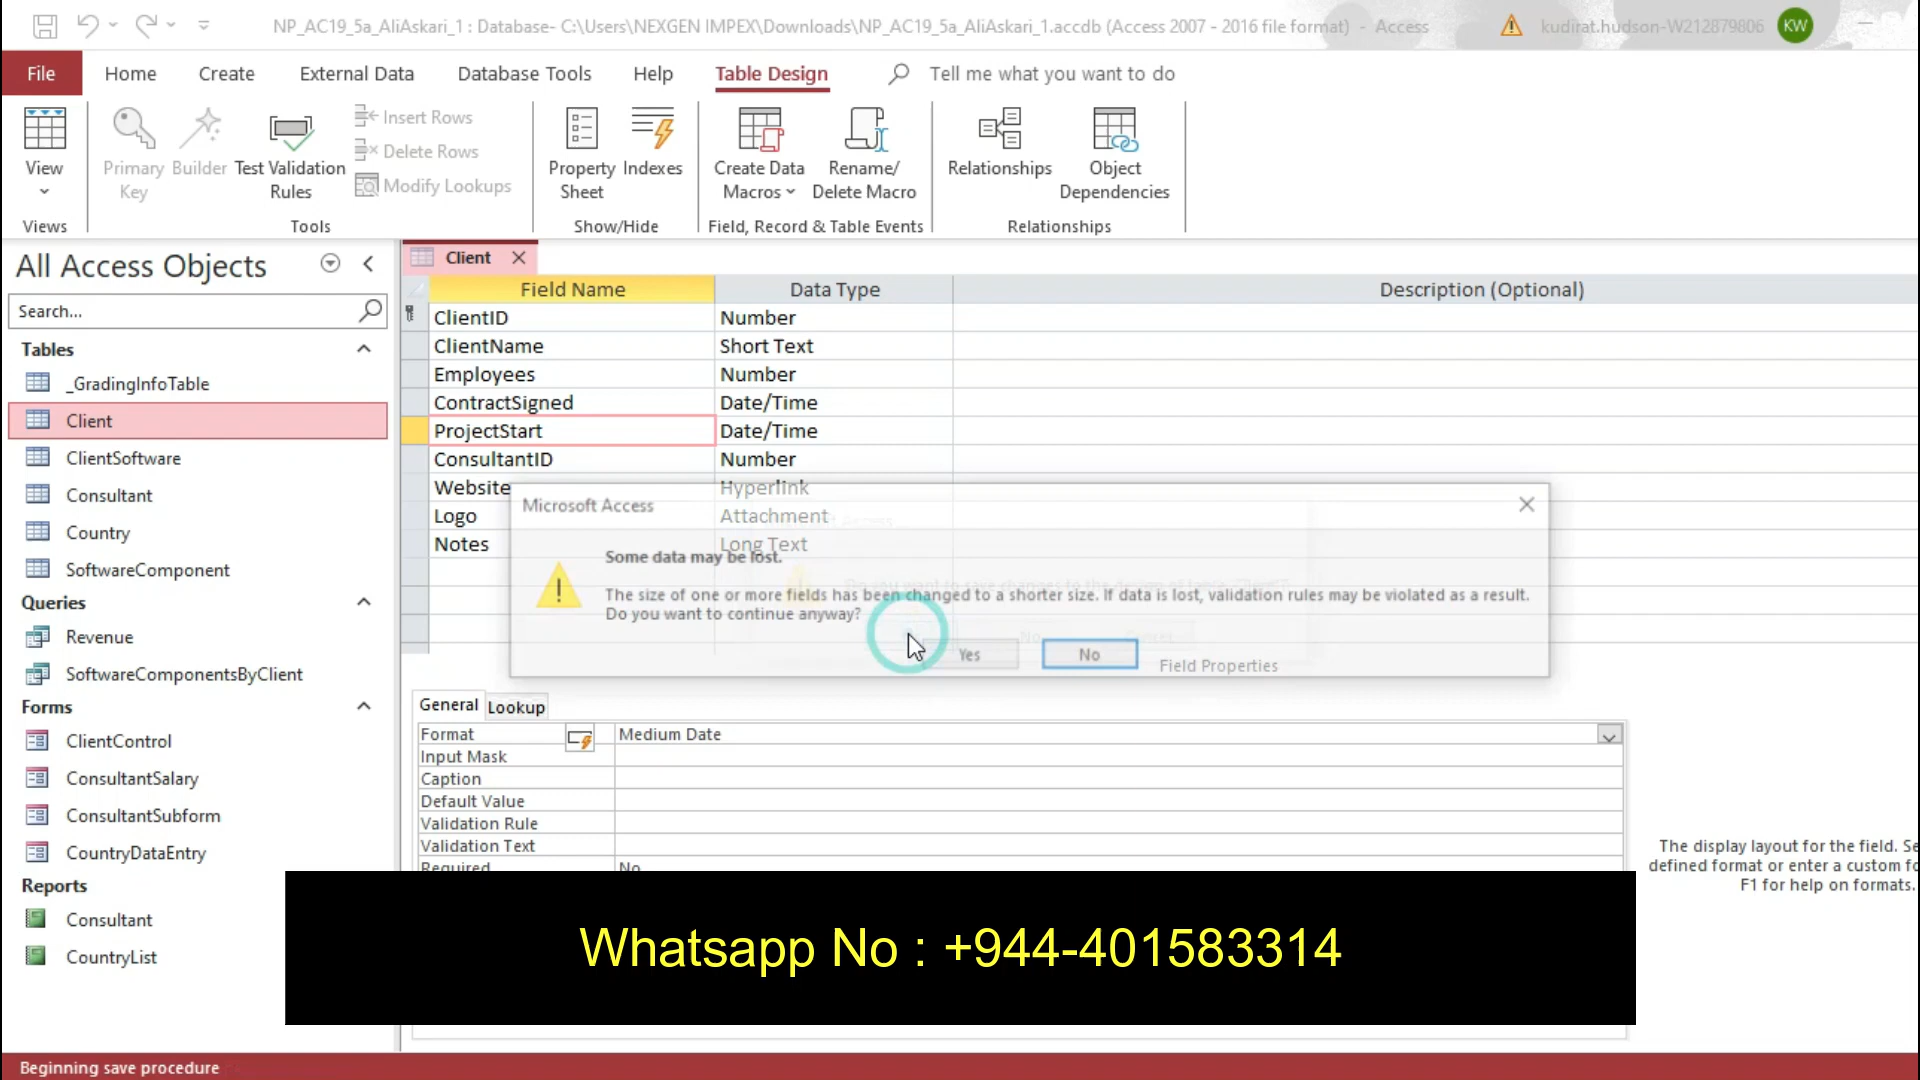 NP_AC19_5a_AliAskari_1 : Database- C:\Users\NEXGEN IMPEX\Downloads\NP_AC19_5a_AliAskari_1.accdb (Access 2007 - 2016 file format) - Access
kudirat.hudson-W212879806
KW
File
Home
Create
External Data
Database Tools
Help
Table Design
Tell me what you want to do
View
Primary Key
Builder
Test Validation Rules
Insert Rows
Delete Rows
Modify Lookups
Property Sheet
Indexes
Create Data Macros
Rename/ Delete Macro
Relationships
Object Dependencies
Views
Tools
Show/Hide
Field, Record & Table Events
Relationships
All Access Objects
Search...
Tables
_GradingInfoTable
Client
ClientSoftware
Consultant
Country
SoftwareComponent
Queries
Revenue
SoftwareComponentsByClient
Forms
ClientControl
ConsultantSalary
ConsultantSubform
CountryDataEntry
Reports
Consultant
CountryList
Client
Field Name
Data Type
Description (Optional)
ClientID
Number
ClientName
Short Text
Employees
Number
ContractSigned
Date/Time
ProjectStart
Date/Time
ConsultantID
Number
Website
Hyperlink
Logo
Attachment
Notes
Long Text
Microsoft Access
Some data may be lost.
The size of one or more fields has been changed to a shorter size. If data is lost, validation rules may be violated as a result.
Do you want to continue anyway?
Yes
No
Field Properties
General
Lookup
Format
Medium Date
Input Mask
Caption
Default Value
Validation Rule
Validation Text
Required
No
The display layout for the field. Se
defined format or enter a custom fo
F1 for help on formats.
Whatsapp No : +944-401583314
Beginning save procedure